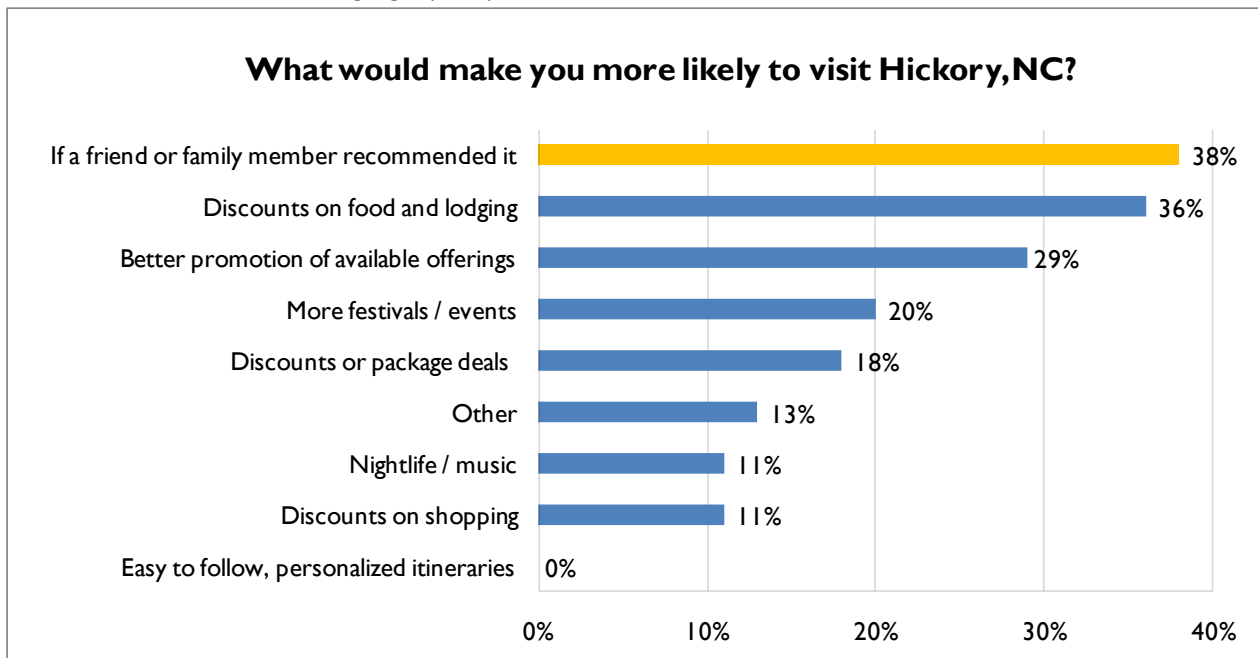 What would make you more likely to visit Hickory, NC?
If a friend or family member recommended it 38%
Discounts on food and lodging 36%
Better promotion of available offerings 29%
More festivals / events 20%
Discounts or package deals 18%
Other 13%
Nightlife / music 11%
Discounts on shopping 11%
Easy to follow, personalized itineraries 0%
0% 10% 20% 30% 40%